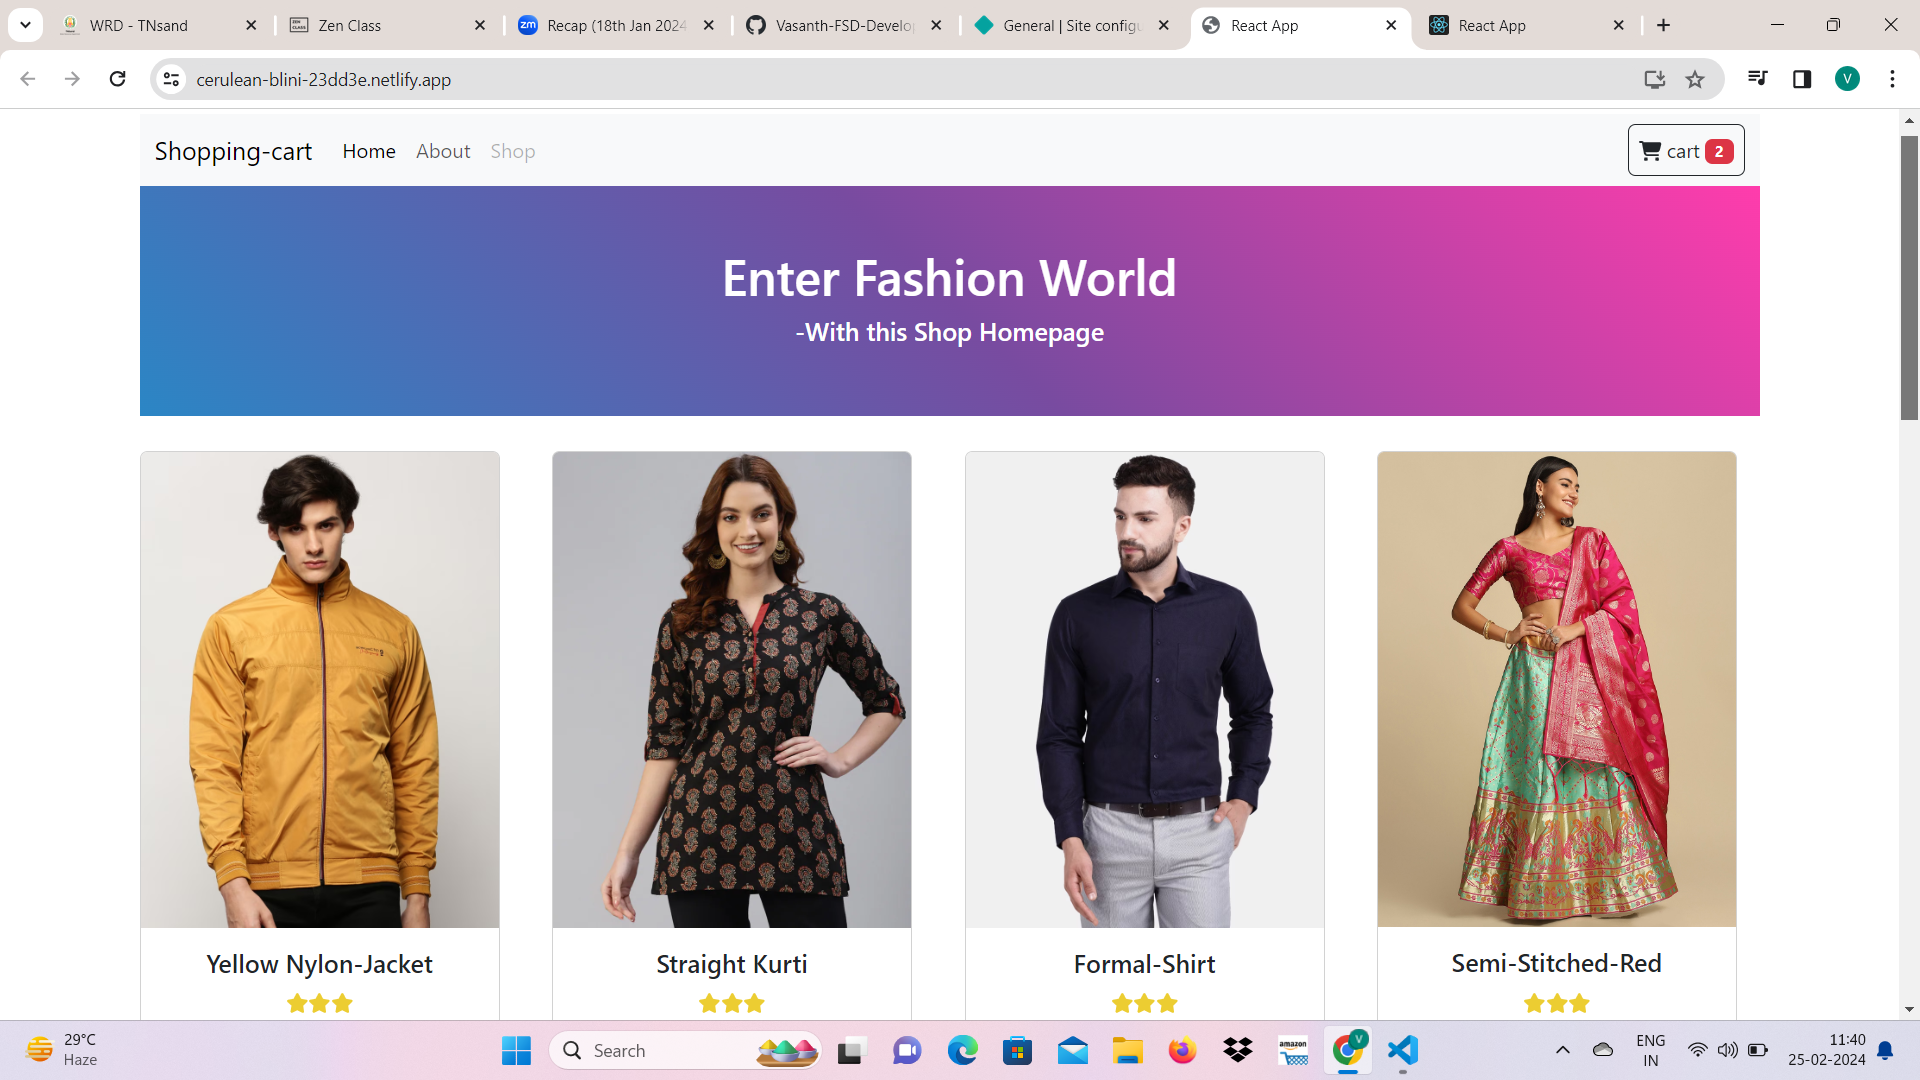 WRD - TNsand
Zen Class
Recap (18th Jan 2024
Vasanth-FSD-Develop
General | Site configu
React App
React App
cerulean-blini-23dd3e.netlify.app
V
Shopping-cart
Home
About
Shop
cart 2
Enter Fashion World
-With this Shop Homepage
Yellow Nylon-Jacket
Straight Kurti
Formal-Shirt
Semi-Stitched-Red
29°C
Haze
Search
amazon
V
ENG
IN
11:40
25-02-2024